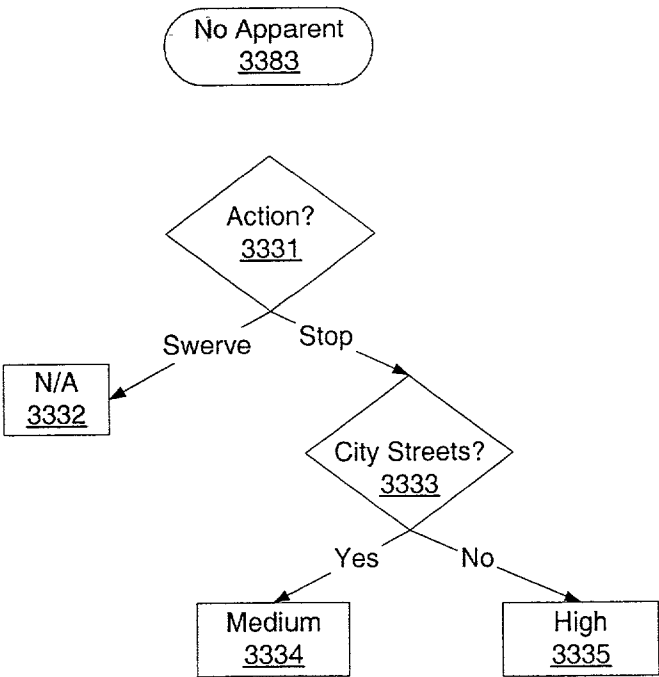 No Apparent
3383
Action?
3331
Swerve
Stop
N/A
3332
City Streets?
3333
Yes
No
Medium
3334
High
3335